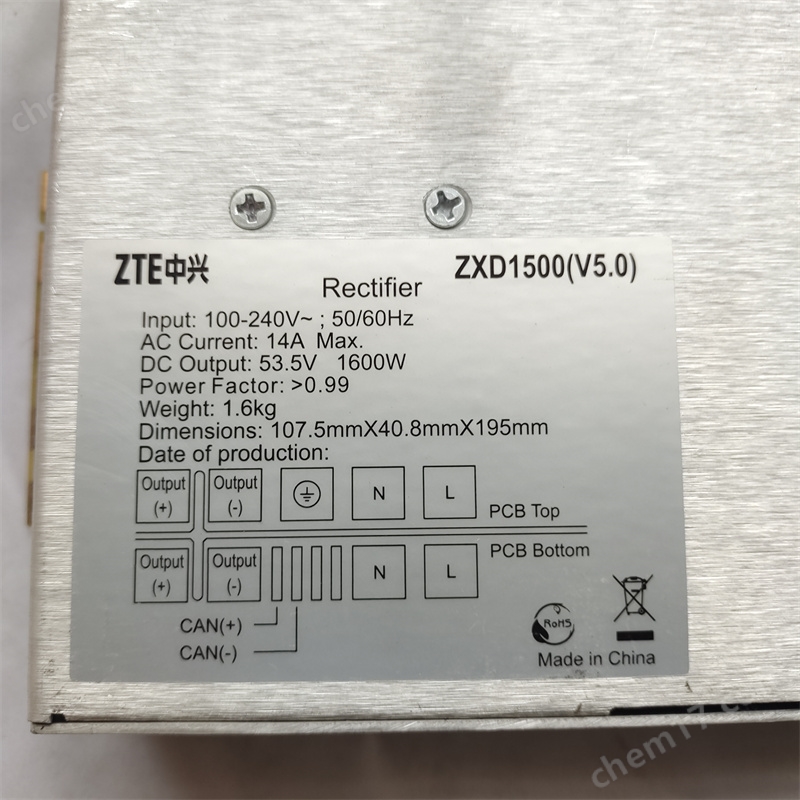 ZTE中兴
ZXD1500(V5.0)
Rectifier
Input: 100-240V~ ; 50/60Hz
AC Current: 14A Max.
DC Output: 53.5V 1600W
Power Factor: >0.99
Weight: 1.6kg
Dimensions: 107.5mmX40.8mmX195mm
Date of production:
Output (+) Output (-) N L
PCB Top
PCB Bottom
Output (+) Output (-) N L
CAN(+)
CAN(-)
RoHS
Made in China
chem17.com